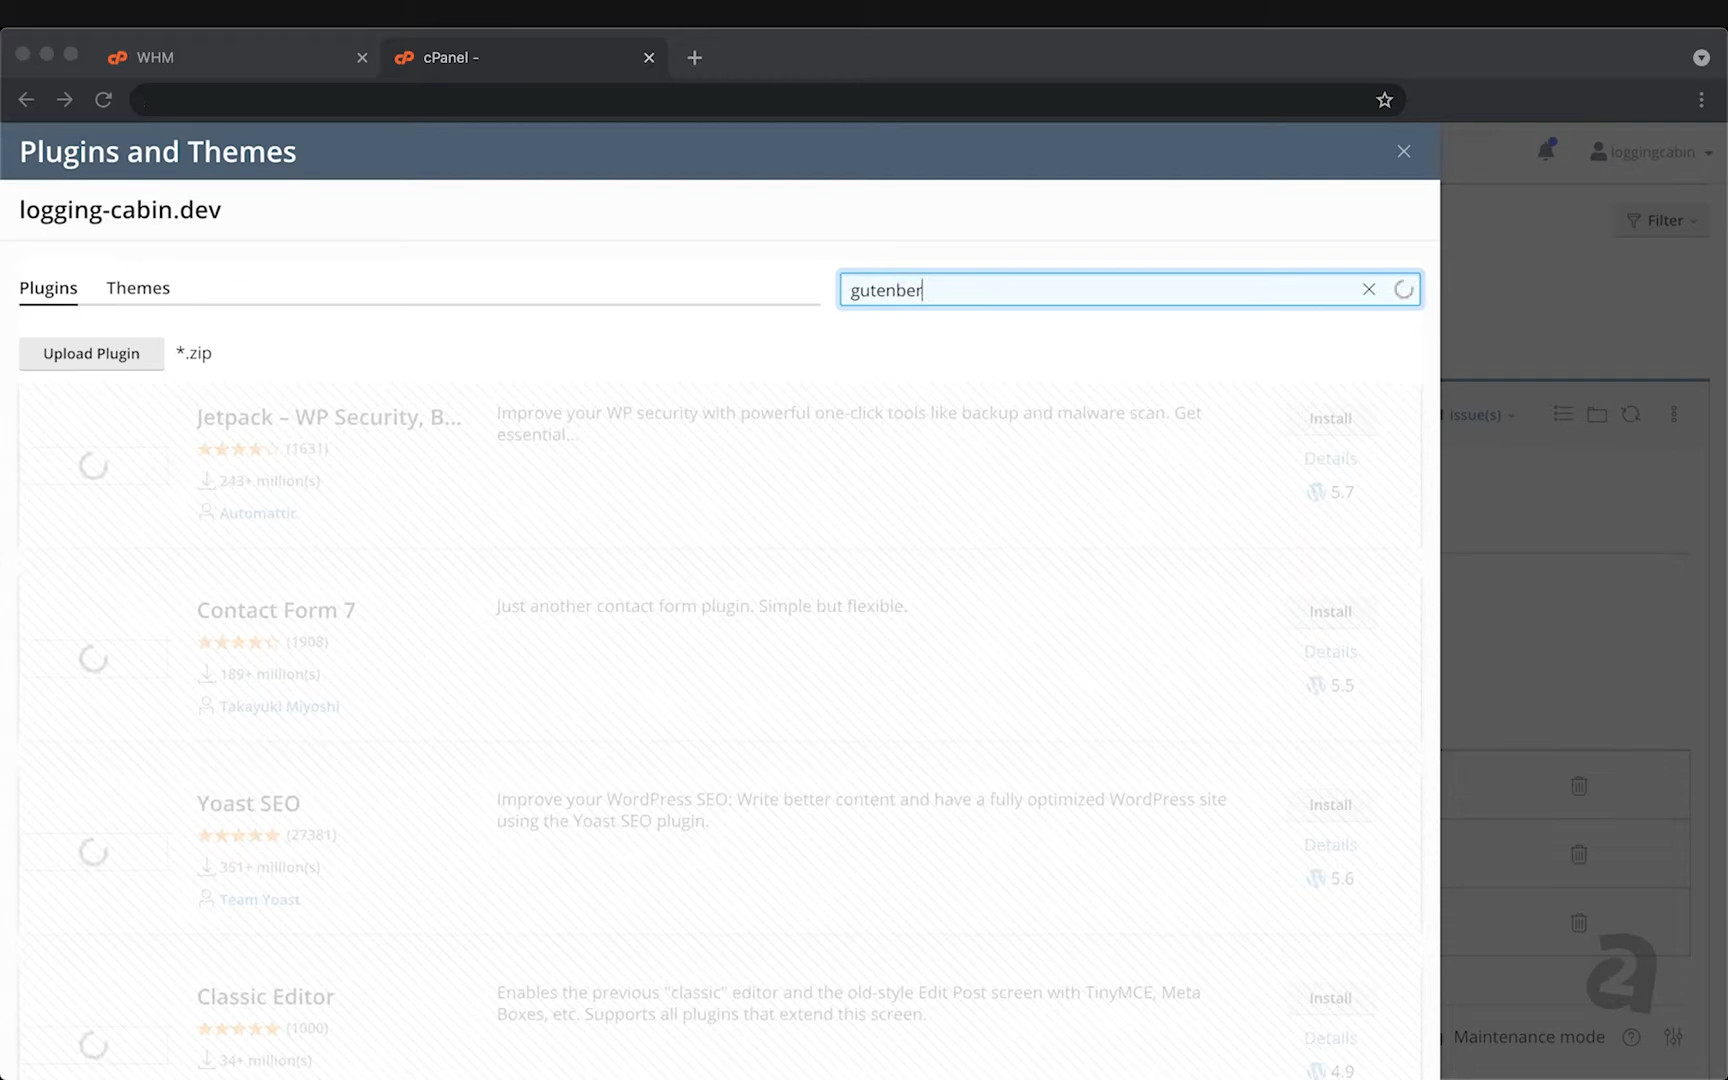 WHM
cPanel -
Plugins and Themes
loggingcabin
logging-cabin.dev
Filter
Plugins
Themes
gutenber
Upload Plugin
*.zip
issue(s)
Jetpack – WP Security, B...
(1631)
243+ million(s)
Automattic
Improve your WP security with powerful one-click tools like backup and malware scan. Get
essential...
Install
Details
5.7
Contact Form 7
(1908)
189+ million(s)
Takayuki Miyoshi
Just another contact form plugin. Simple but flexible.
Install
Details
5.5
Yoast SEO
(27381)
351+ million(s)
Team Yoast
Improve your WordPress SEO: Write better content and have a fully optimized WordPress site
using the Yoast SEO plugin.
Install
Details
5.6
Classic Editor
(1000)
34+ million(s)
Enables the previous "classic" editor and the old-style Edit Post screen with TinyMCE, Meta
Boxes, etc. Supports all plugins that extend this screen.
Install
Details
4.9
Maintenance mode